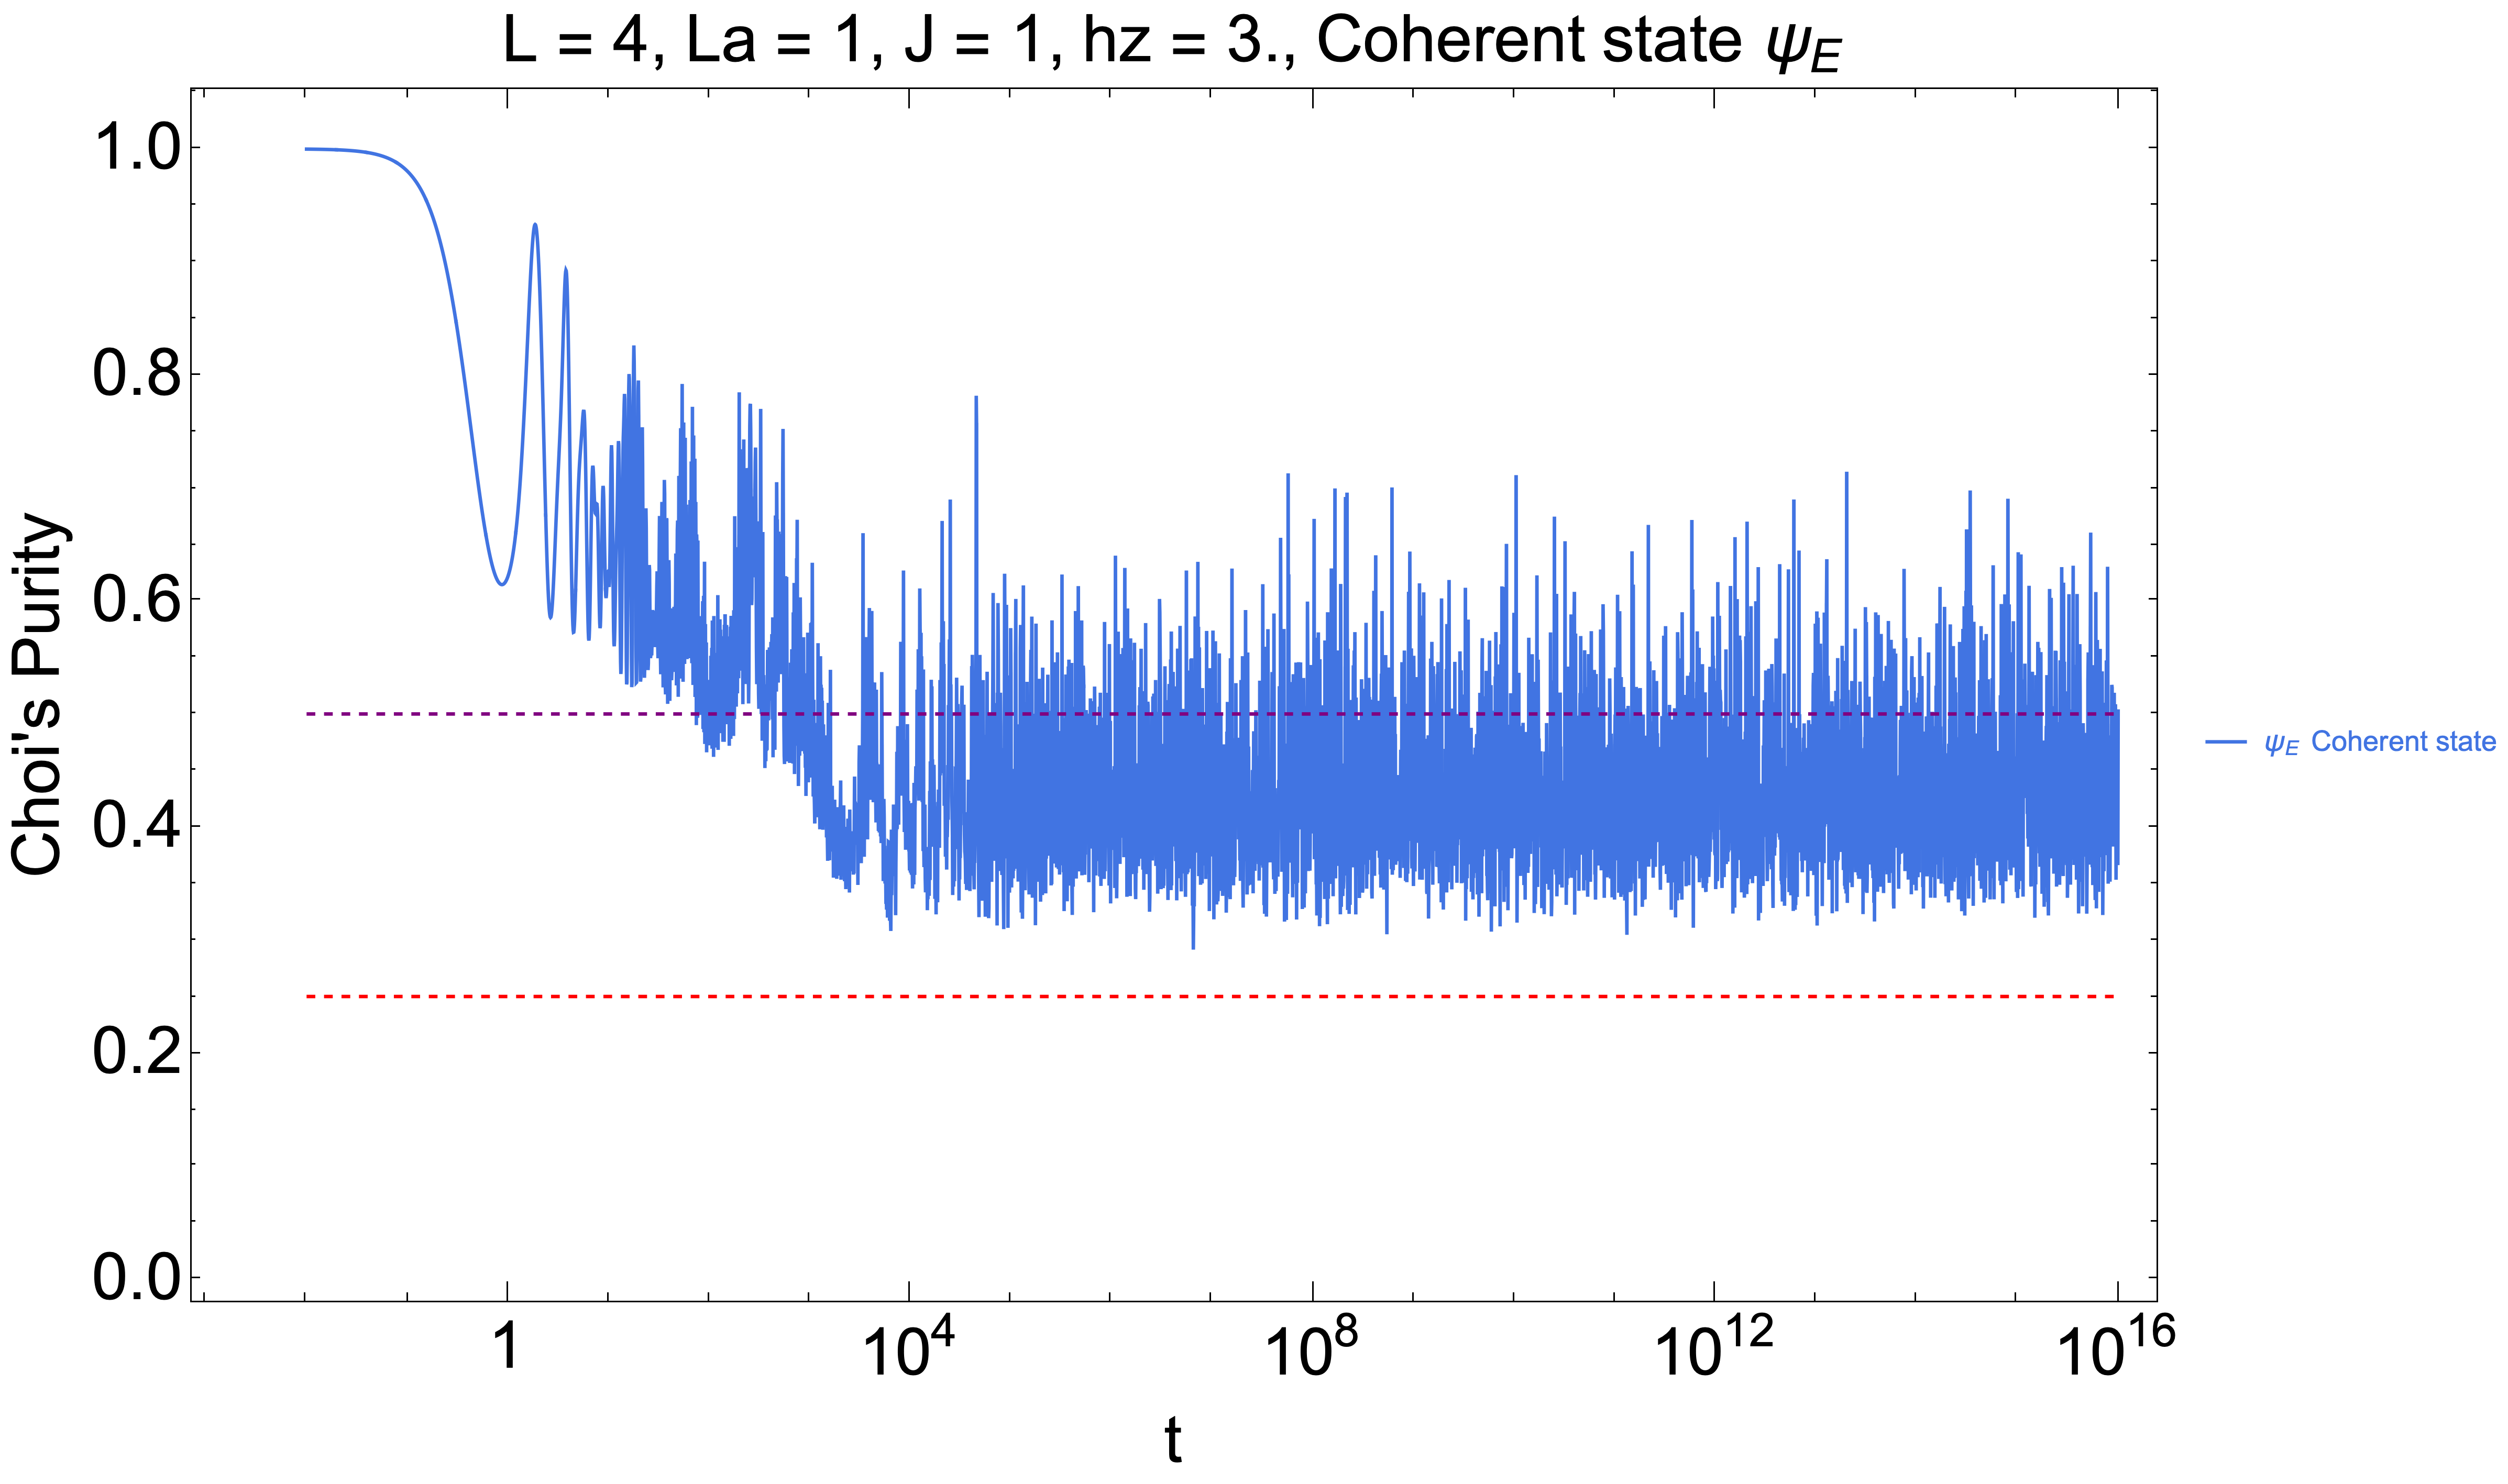 L = 4, La = 1, J = 1, hz = 3., Coherent state ψE
Choi's Purity
1.0
0.8
0.6
0.4
0.2
0.0
1
10^4
10^8
10^12
10^16
t
ψE Coherent state